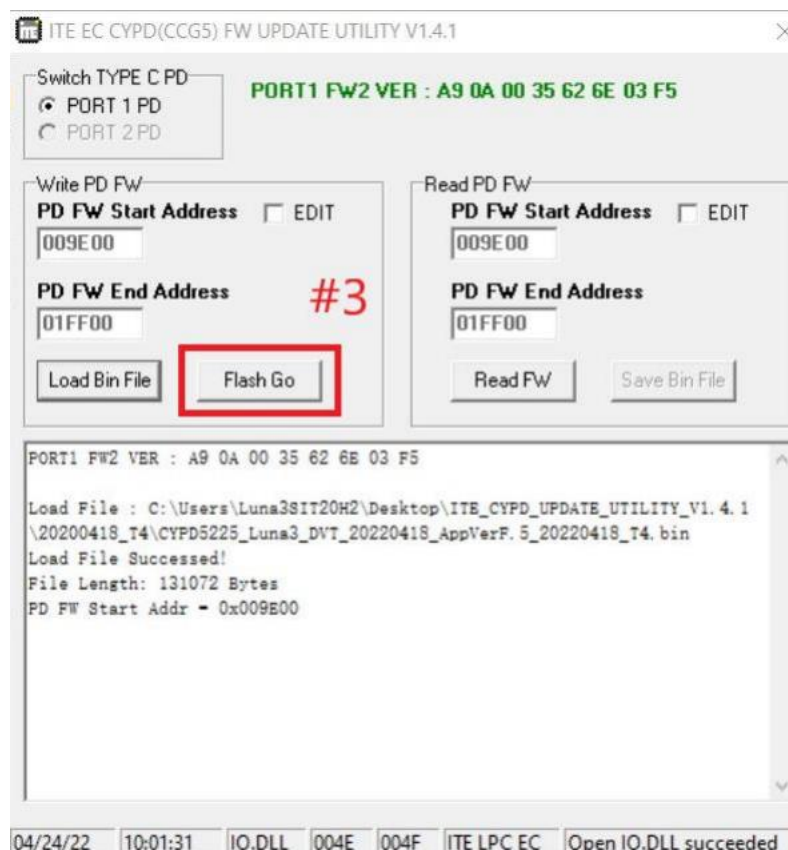 ITE EC CYPD(CCG5) FW UPDATE UTILITY V1.4.1
Switch TYPE C PD
PORT 1 PD
PORT 2 PD
PORT1 FW2 VER : A9 0A 00 35 62 6E 03 F5
Write PD FW
PD FW Start Address
EDIT
009E00
PD FW End Address
01FF00
#3
Load Bin File
Flash Go
Read PD FW
PD FW Start Address
EDIT
009E00
PD FW End Address
01FF00
Read FW
Save Bin File
PORT1 FW2 VER : A9 0A 00 35 62 6E 03 F5
Load File : C:\Users\Luna3SIT20H2\Desktop\ITE_CYPD_UPDATE_UTILITY_V1.4.1
\20200418_T4\CYPD5225_Luna3_DVT_20220418_AppVerF.5_20220418_T4.bin
Load File Successed!
File Length: 131072 Bytes
PD FW Start Addr = 0x009E00
04/24/22 10:01:31 IO.DLL 004E 004F ITE LPC EC Open IO.DLL succeeded